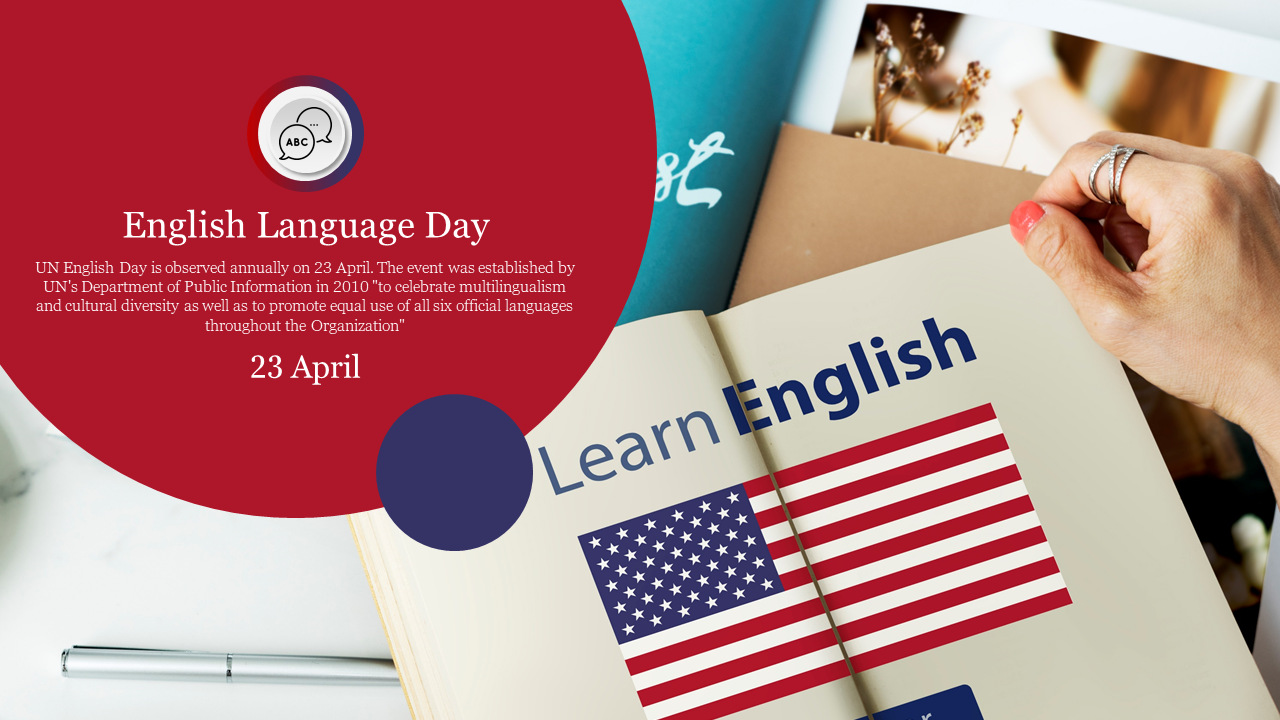 ABC
English Language Day
UN English Day is observed annually on 23 April. The event was established by
UN's Department of Public Information in 2010 "to celebrate multilingualism
and cultural diversity as well as to promote equal use of all six official languages
throughout the Organization"
23 April
Learn English